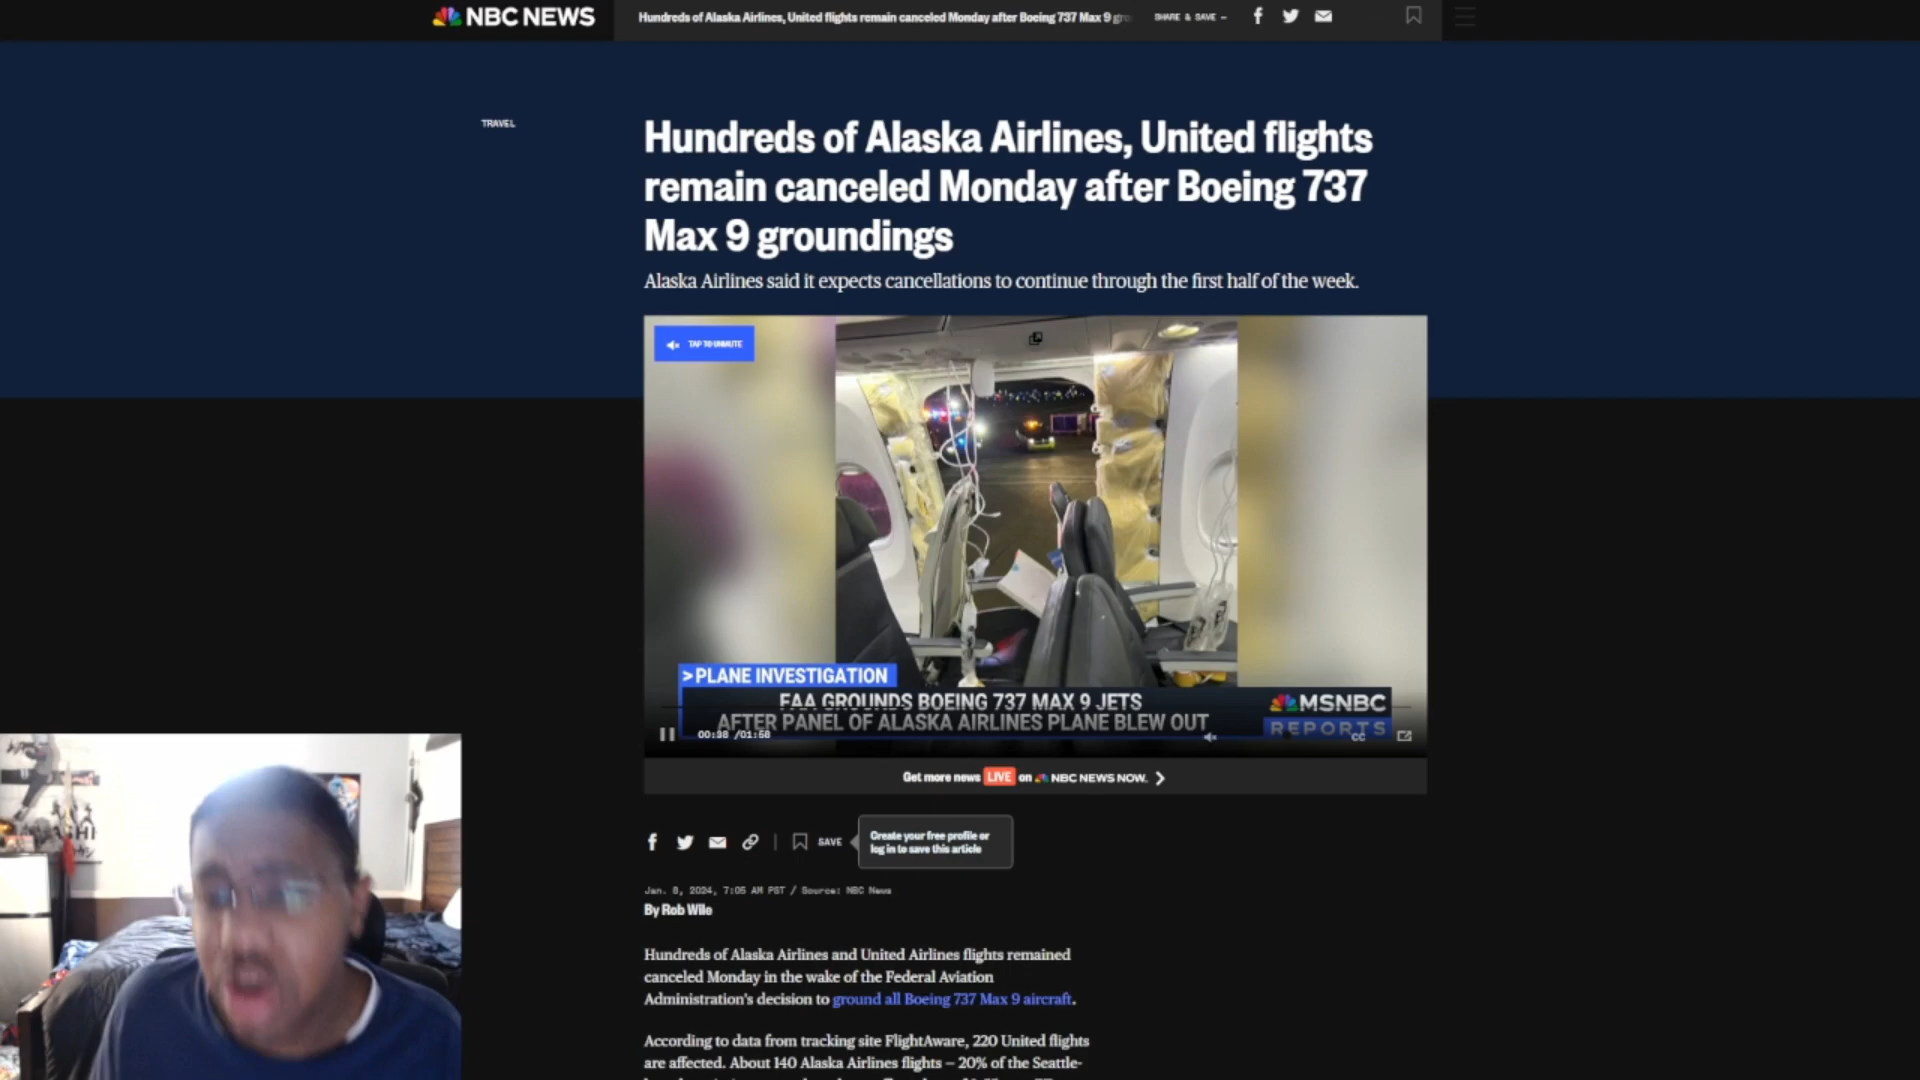 NBC NEWS
Hundreds of Alaska Airlines, United flights remain canceled Monday after Boeing 737 Max 9 gro
SHARE & SAVE –
TRAVEL
Hundreds of Alaska Airlines, United flights
remain canceled Monday after Boeing 737
Max 9 groundings
Alaska Airlines said it expects cancellations to continue through the first half of the week.
TAP TO UNMUTE
>PLANE INVESTIGATION
FAA GROUNDS BOEING 737 MAX 9 JETS
AFTER PANEL OF ALASKA AIRLINES PLANE BLEW OUT
MSNBC
REPORTS
00:38 /01:58
CC
Get more news LIVE on NBC NEWS NOW.
SAVE
Create your free profile or
log in to save this article
Jan. 8, 2024, 7:05 AM PST / Source: NBC News
By Rob Wile
Hundreds of Alaska Airlines and United Airlines flights remained
canceled Monday in the wake of the Federal Aviation
Administration's decision to ground all Boeing 737 Max 9 aircraft.
According to data from tracking site FlightAware, 220 United flights
are affected. About 140 Alaska Airlines flights — 20% of the Seattle-